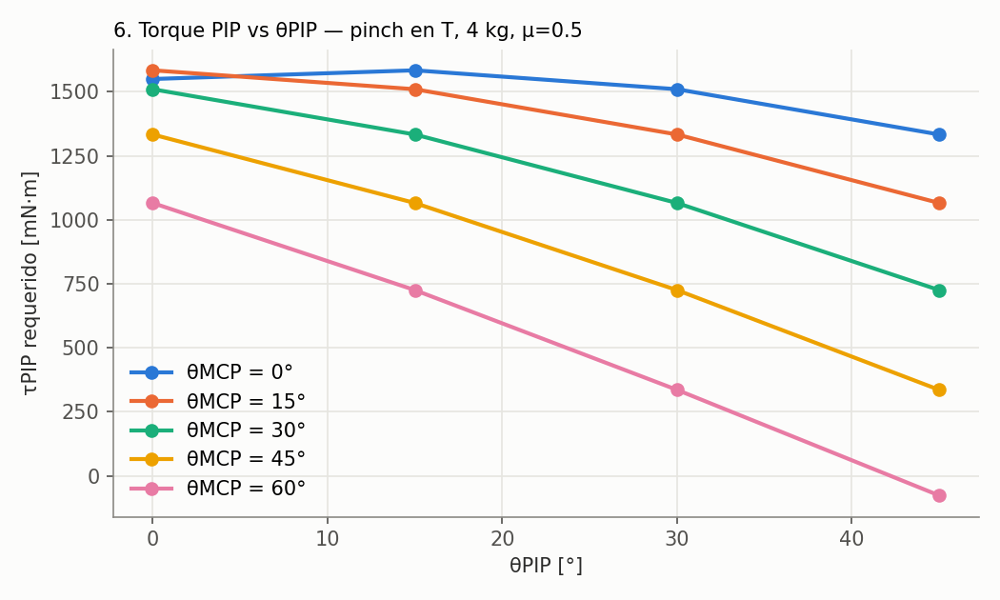 6. Torque PIP vs θPIP — pinch en T, 4 kg, μ=0.5
τPIP requerido [mN·m]
1500
1250
1000
750
500
250
0
θMCP = 0°
θMCP = 15°
θMCP = 30°
θMCP = 45°
θMCP = 60°
0 10 20 30 40
θPIP [°]